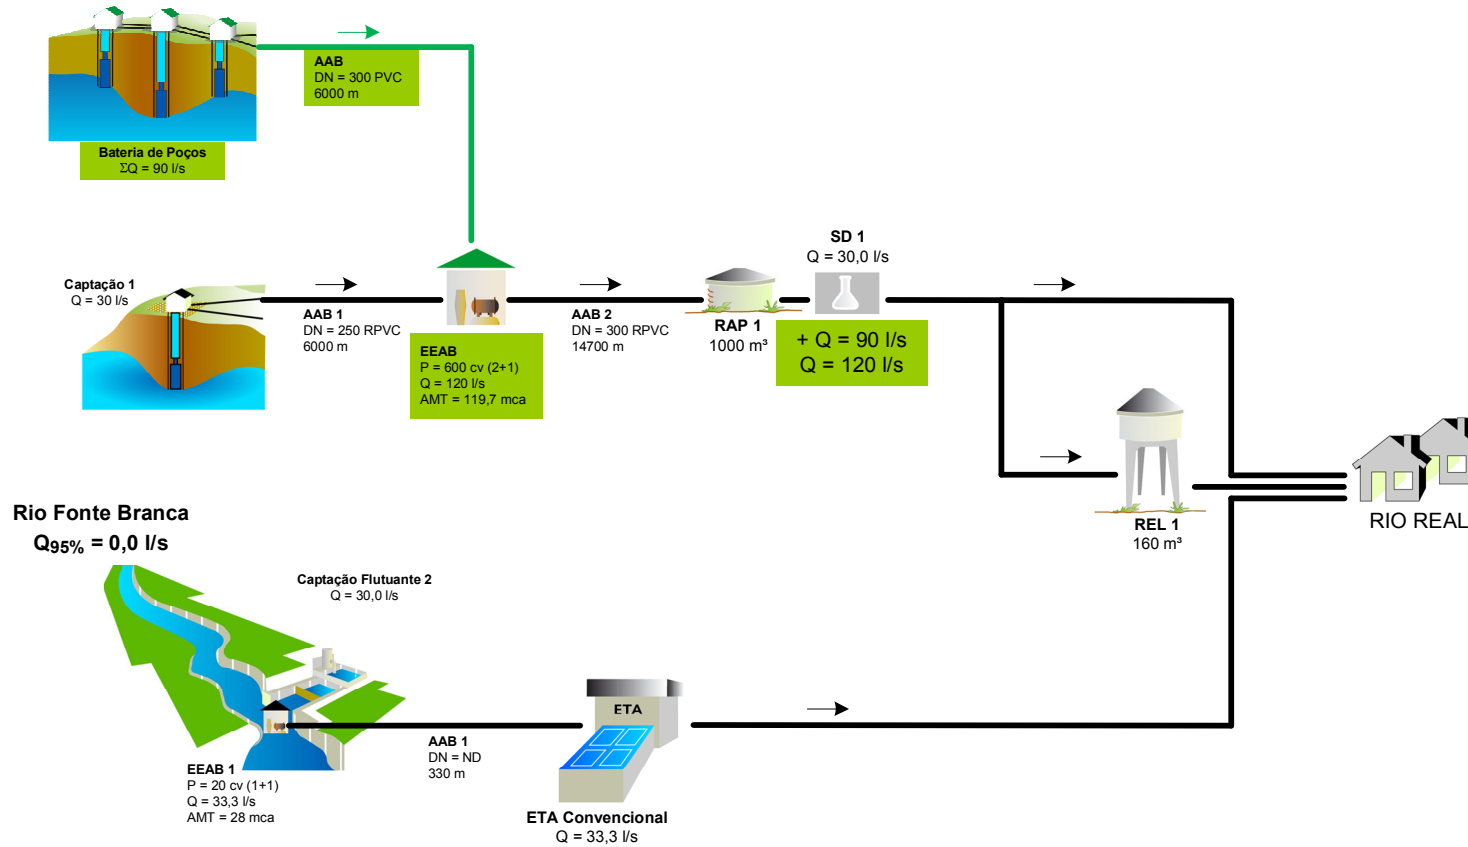 AAB
DN = 300 PVC
6000 m
Bateria de Poços
ΣQ = 90 l/s
Captação 1
Q = 30 l/s
AAB 1
DN = 250 RPVC
6000 m
EEAB
P = 600 cv (2+1)
Q = 120 l/s
AMT = 119,7 mca
AAB 2
DN = 300 RPVC
14700 m
RAP 1
1000 m³
SD 1
Q = 30,0 l/s
+ Q = 90 l/s
Q = 120 l/s
REL 1
160 m³
RIO REAL
Rio Fonte Branca
Q95% = 0,0 l/s
Captação Flutuante 2
Q = 30,0 l/s
EEAB 1
P = 20 cv (1+1)
Q = 33,3 l/s
AMT = 28 mca
AAB 1
DN = ND
330 m
ETA
ETA Convencional
Q = 33,3 l/s